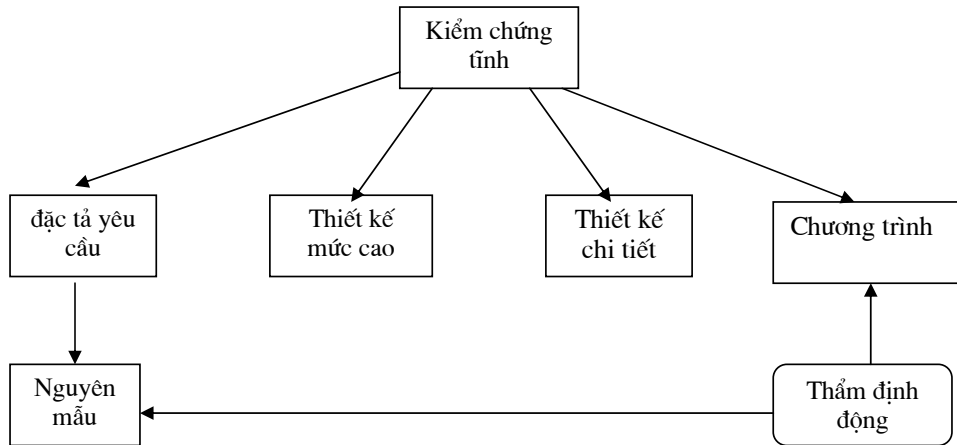 Kiểm chứng
tĩnh
đặc tả yêu
cầu
Thiết kế
mức cao
Thiết kế
chi tiết
Chương trình
Nguyên
mẫu
Thẩm định
động